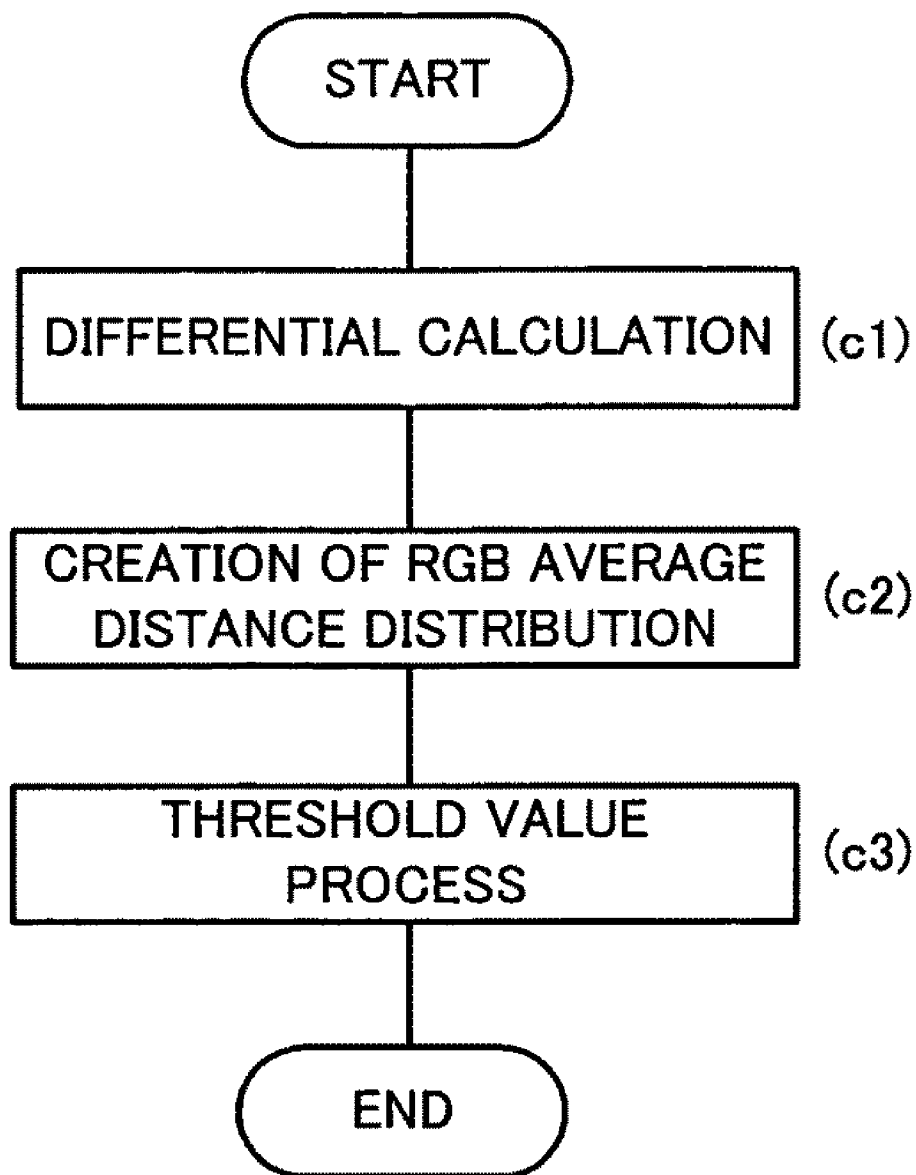 START
DIFFERENTIAL CALCULATION (c1)
CREATION OF RGB AVERAGE
DISTANCE DISTRIBUTION
(c2)
THRESHOLD VALUE
PROCESS
(c3)
END